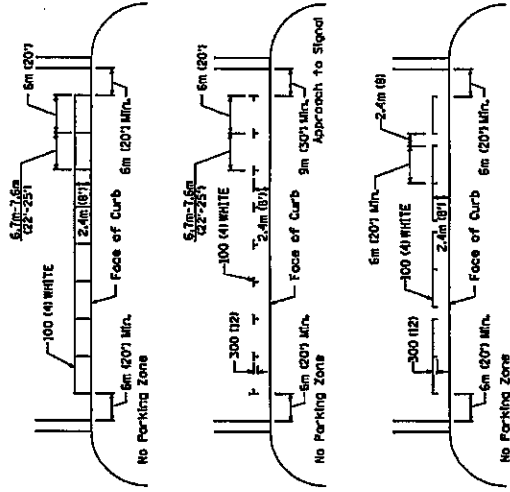 6.7m-7.6m
(22'-25')
6m (20')
100 (4) WHITE
2.4m (8')
Face of Curb
6m (20') Min.
6m (20') Min.
No Parking Zone
6.7m-7.6m
(22'-25')
6m (20')
100 (4) WHITE
300 (12)
2.4m (8')
Face of Curb
6m (20') Min.
9m (30') Min.
No Parking Zone
Approach to Signal
6m (20') Min.
2.4m (8)
100 (4) WHITE
300 (12)
2.4m (8')
Face of Curb
6m (20') Min.
6m (20') Min.
No Parking Zone